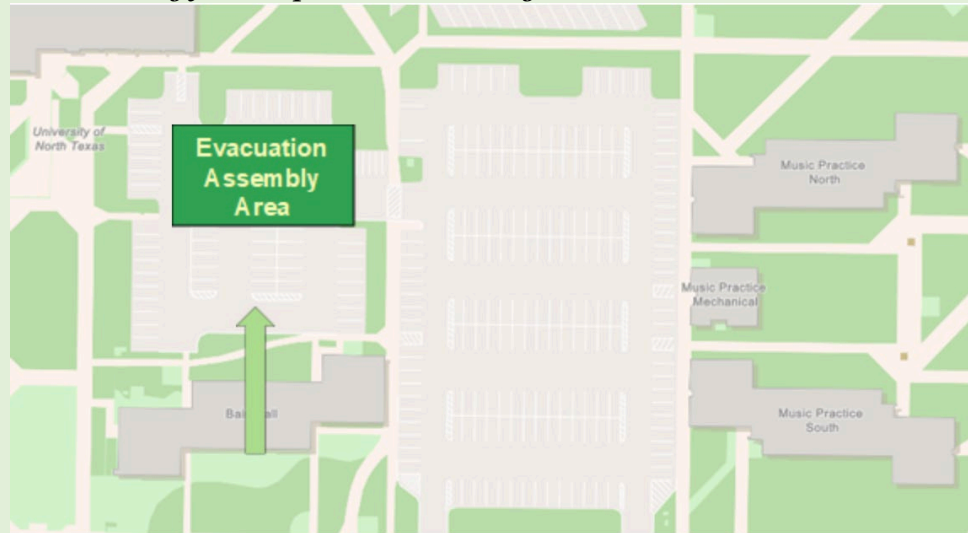 University of
North Texas
Evacuation
Assembly
Area
Music Practice
North
Music Practice
Mechanical
Music Practice
South